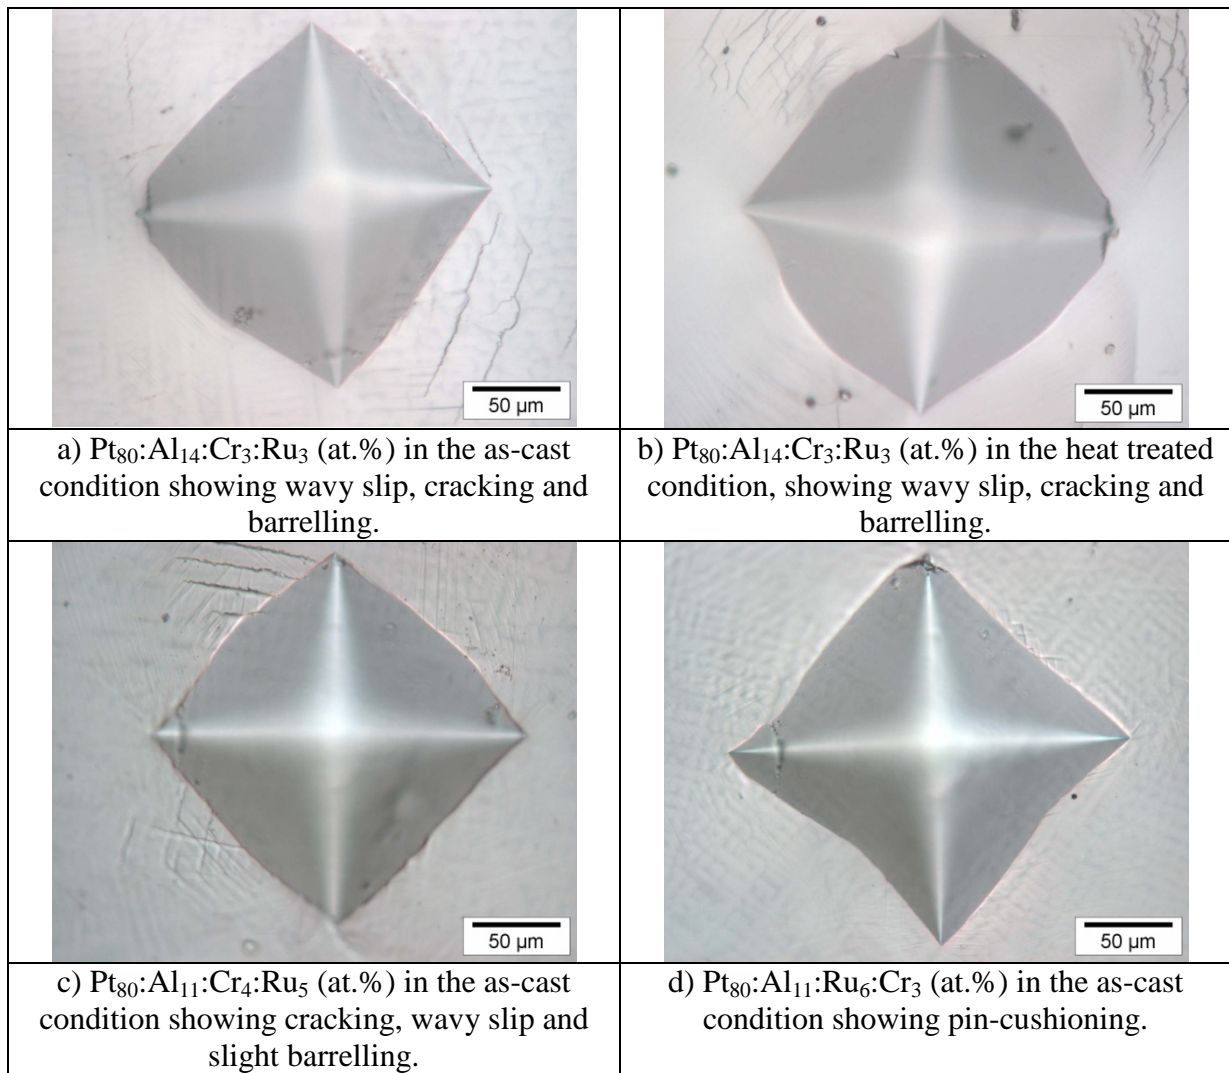 50 µm
50 µm
a) Pt₈₀:Al₁₄:Cr₃:Ru₃ (at.%) in the as-cast
condition showing wavy slip, cracking and
barrelling.
b) Pt₈₀:Al₁₄:Cr₃:Ru₃ (at.%) in the heat treated
condition, showing wavy slip, cracking and
barrelling.
50 µm
50 µm
c) Pt₈₀:Al₁₁:Cr₄:Ru₅ (at.%) in the as-cast
condition showing cracking, wavy slip and
slight barrelling.
d) Pt₈₀:Al₁₁:Ru₆:Cr₃ (at.%) in the as-cast
condition showing pin-cushioning.